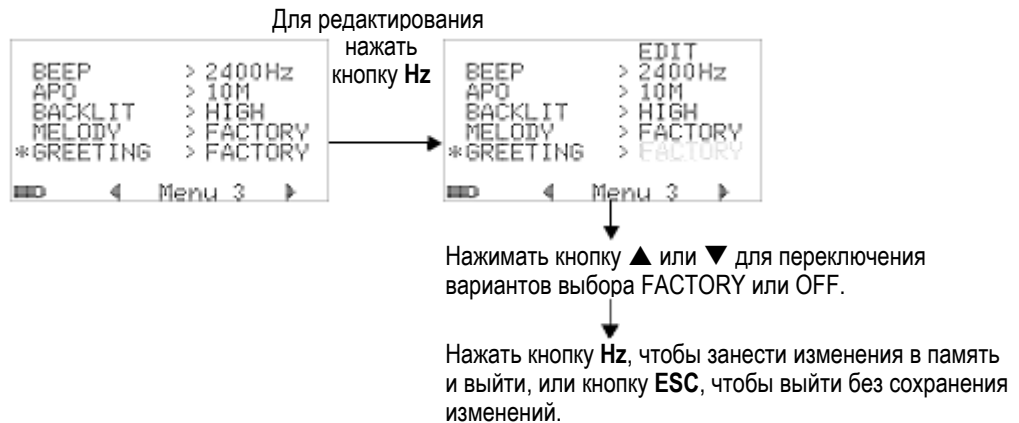 Для редактирования
нажать
кнопку Hz
BEEP > 2400Hz
APO > 10M
BACKLIT > HIGH
MELODY > FACTORY
*GREETING > FACTORY
Menu 3
EDIT
BEEP > 2400Hz
APO > 10M
BACKLIT > HIGH
MELODY > FACTORY
*GREETING > FACTORY
Menu 3
Нажимать кнопку ▲ или ▼ для переключения
вариантов выбора FACTORY или OFF.
Нажать кнопку Hz, чтобы занести изменения в память
и выйти, или кнопку ESC, чтобы выйти без сохранения
изменений.